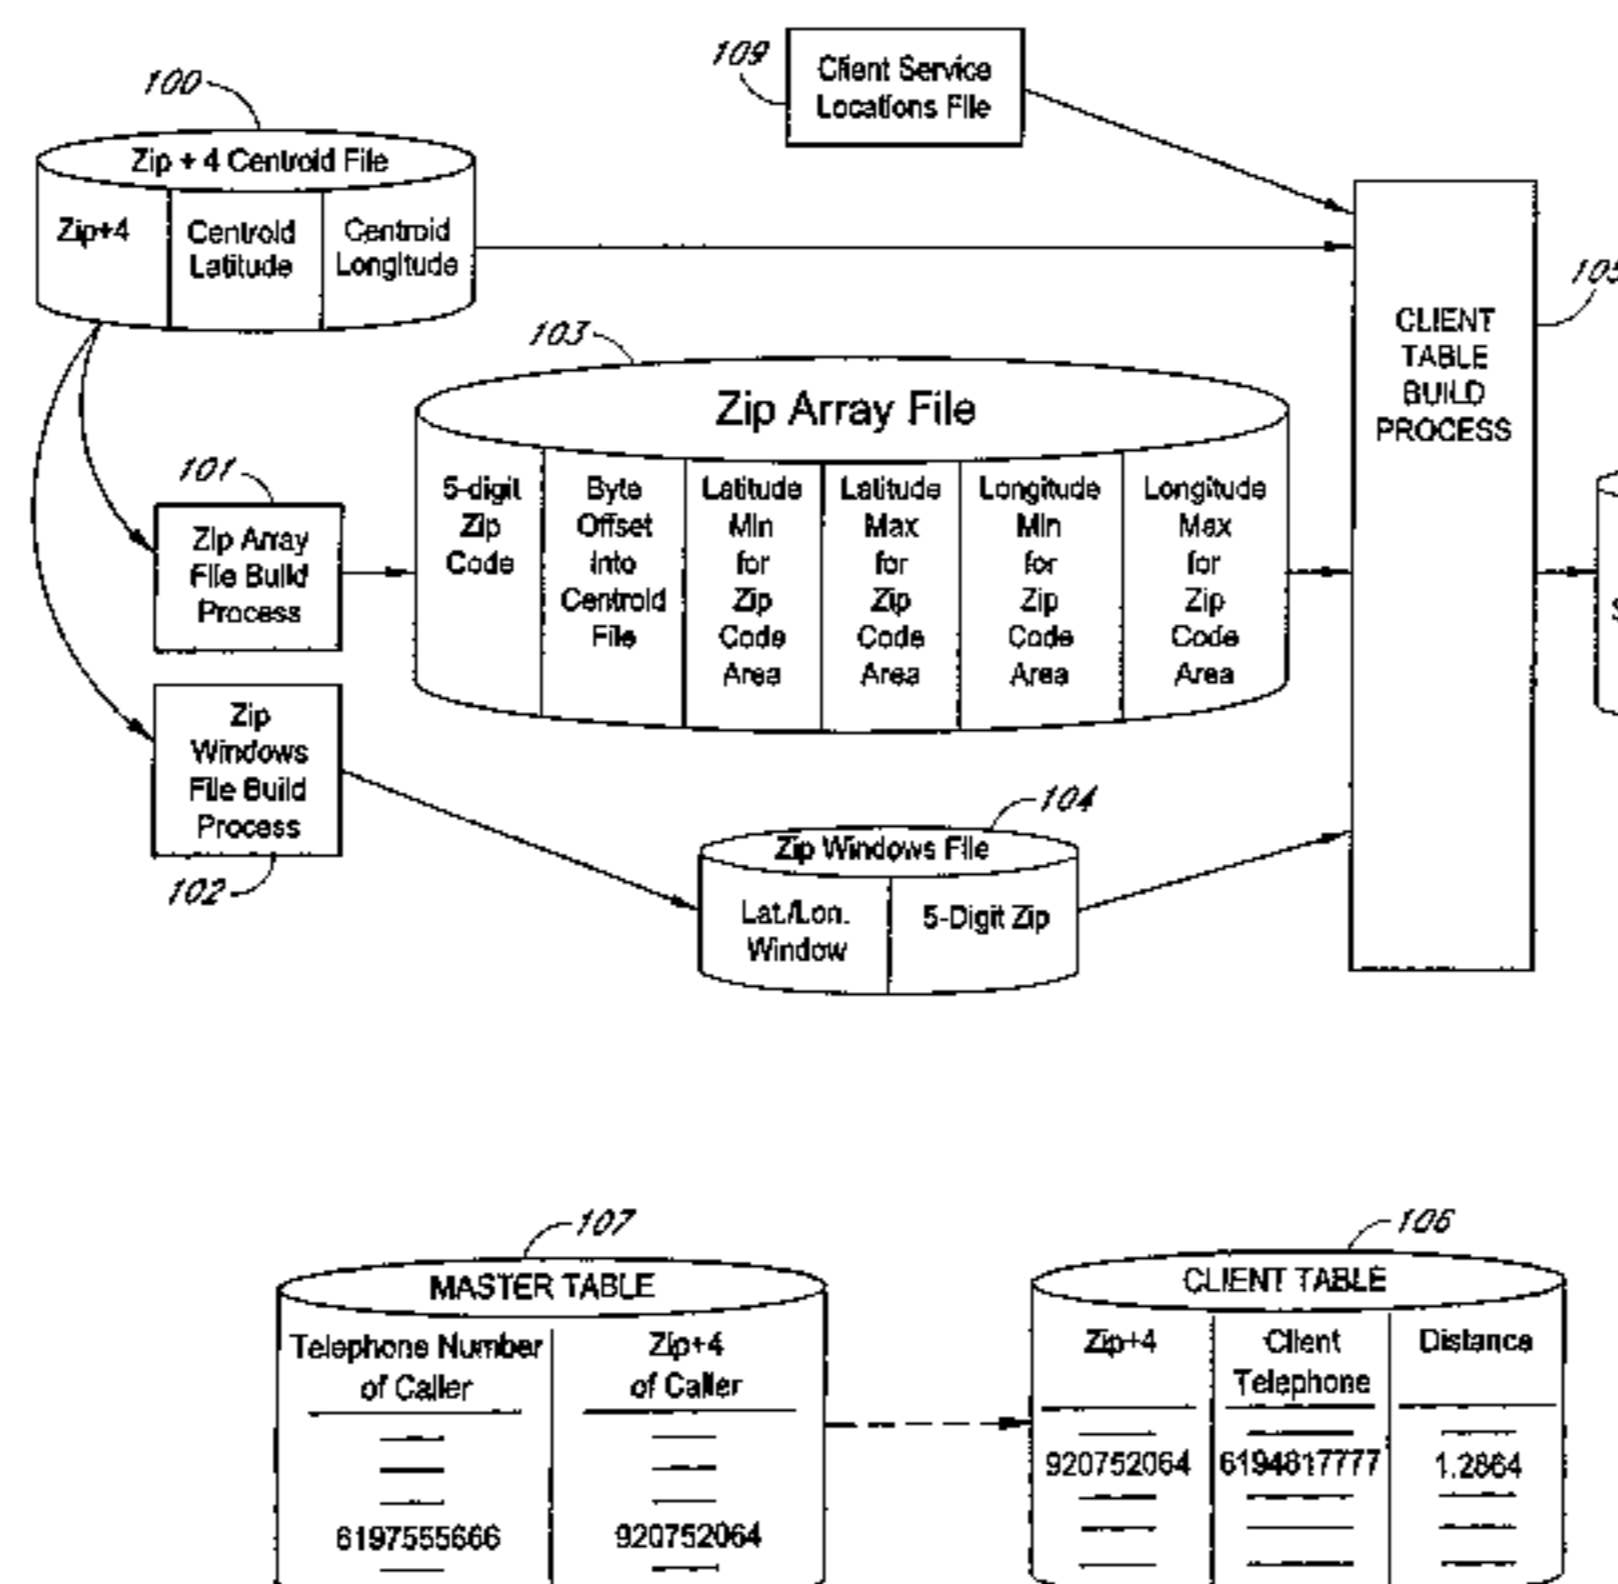 109
Client Service
Locations File
100
Zip + 4 Centroid File
Zip+4
Centroid
Latitude
Centroid
Longitude
105
CLIENT
TABLE
BUILD
PROCESS
103
Zip Array File
5-digit
Zip
Code
Byte
Offset
into
Centroid
File
Latitude
Min
for
Zip
Code
Area
Latitude
Max
for
Zip
Code
Area
Longitude
Min
for
Zip
Code
Area
Longitude
Max
for
Zip
Code
Area
101
Zip Array
File Build
Process
Zip
Windows
File Build
Process
102
104
Zip Windows File
Lat./Lon.
Window
5-Digit Zip
107
MASTER TABLE
Telephone Number
of Caller
Zip+4
of Caller
6197555666
920752064
106
CLIENT TABLE
Zip+4
Client
Telephone
Distance
920752064
6194817777
1.2864